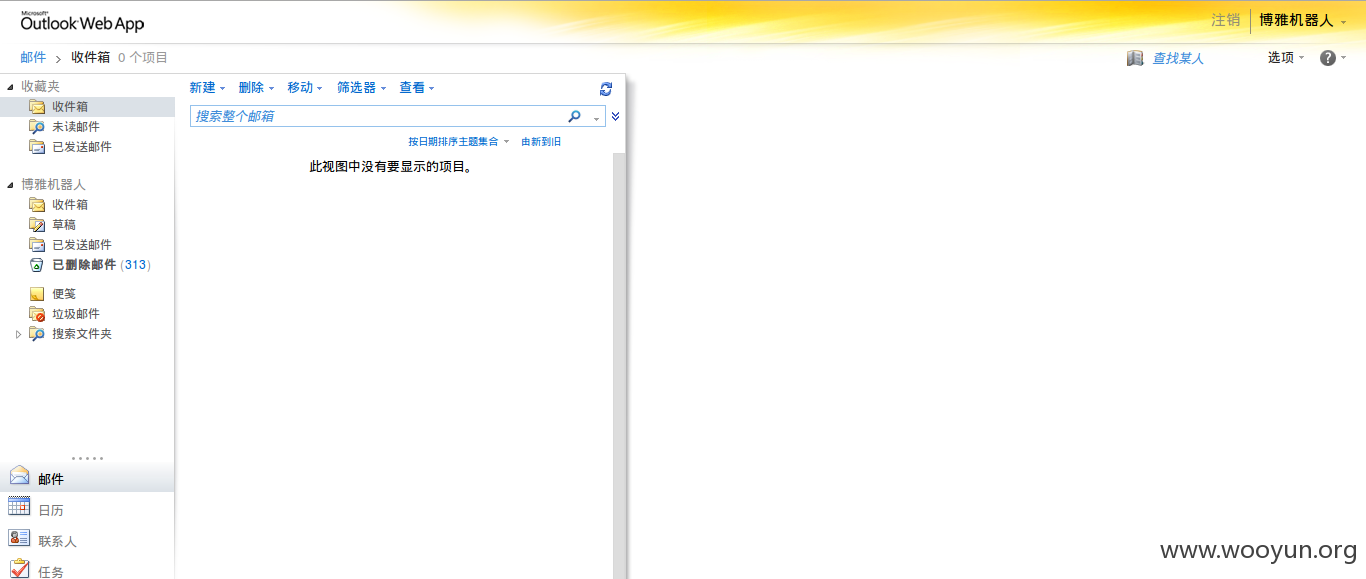 Microsoft®
Outlook Web App
注销 博雅机器人
邮件 > 收件箱 0 个项目
查找某人 选项 ?
收藏夹
收件箱
未读邮件
已发送邮件
博雅机器人
收件箱
草稿
已发送邮件
已删除邮件 (313)
便笺
垃圾邮件
搜索文件夹
邮件
日历
联系人
任务
新建 删除 移动 筛选器 查看
搜索整个邮箱
按日期排序主题集合 由新到旧
此视图中没有要显示的项目。
www.wooyun.org